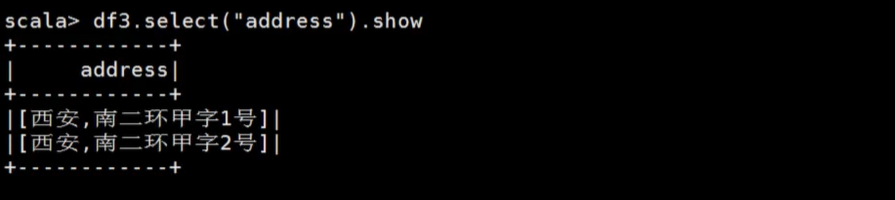 scala> df3.select("address").show
+------------+
|     address|
+------------+
|[西安,南二环甲字1号]|
|[西安,南二环甲字2号]|
+------------+